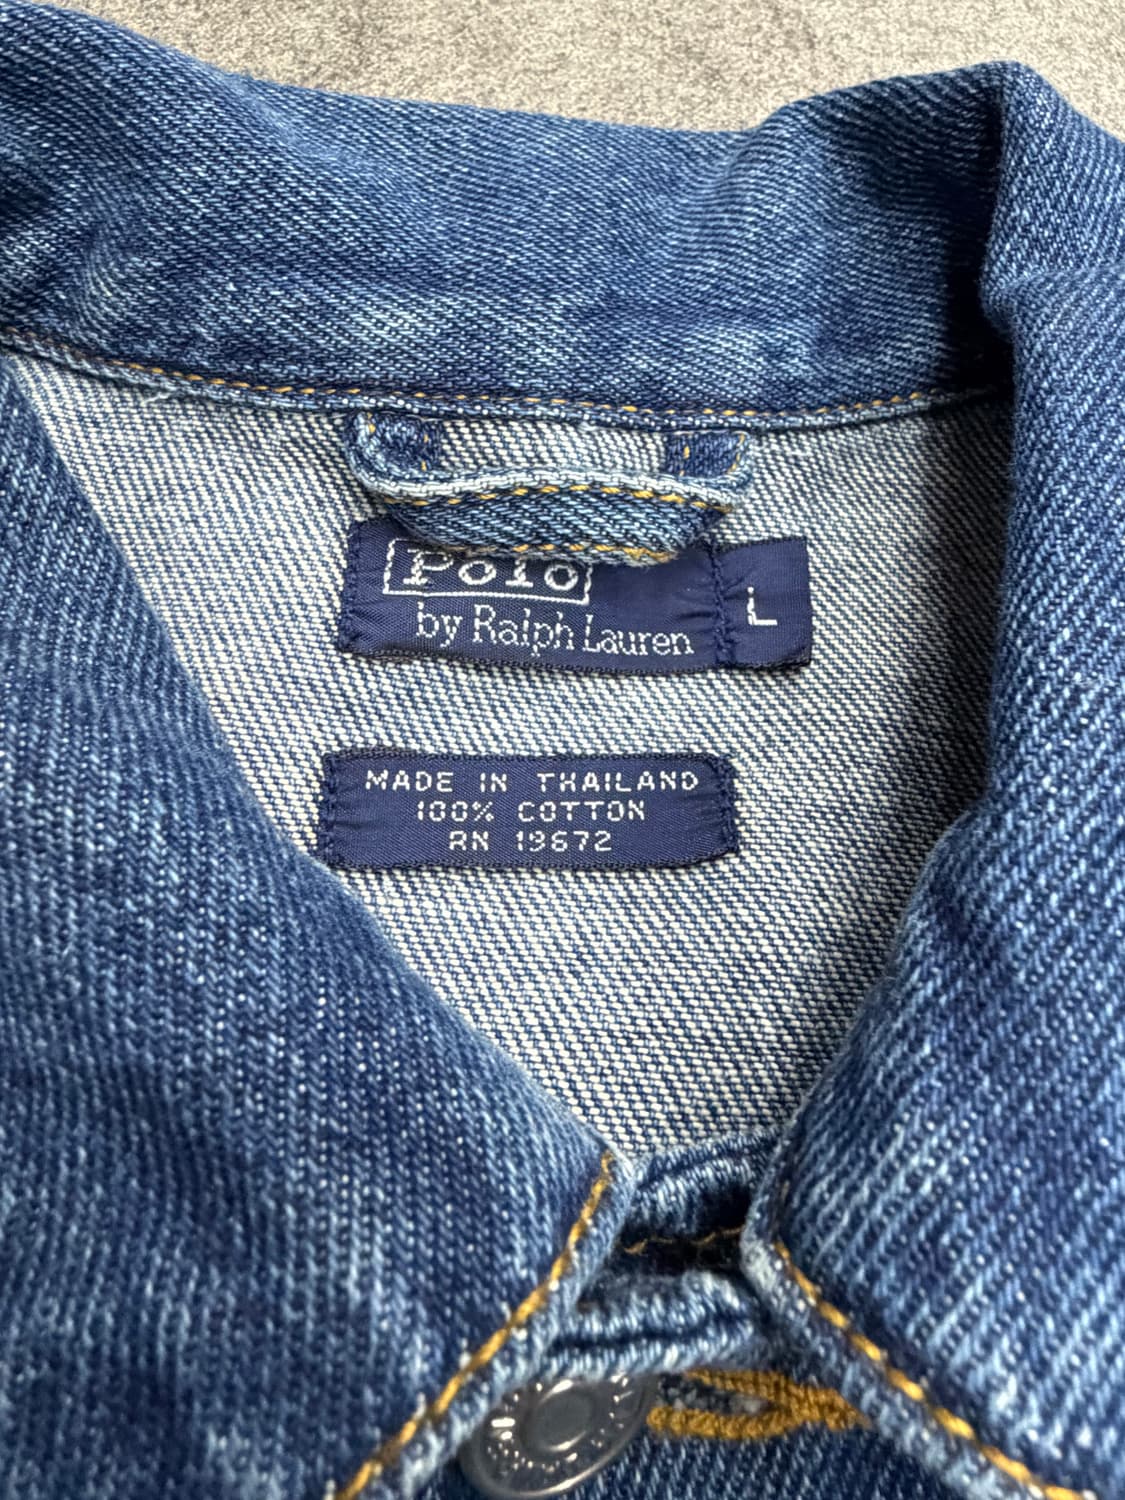 Polo
by Ralph Lauren
L
MADE IN THAILAND
100% COTTON
RN 19672